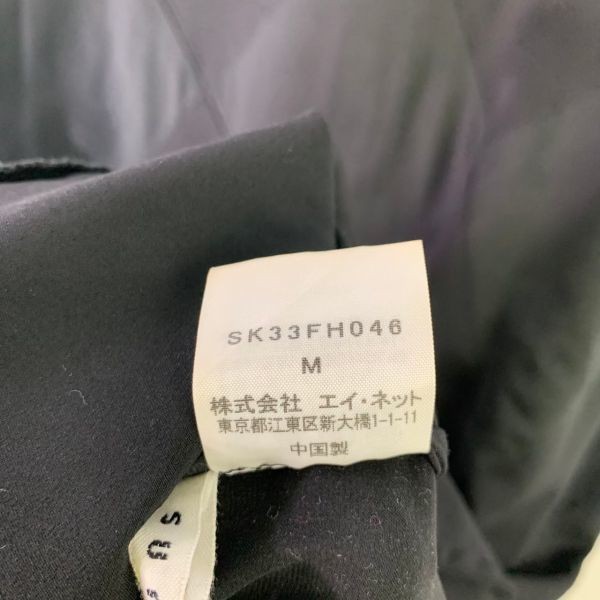 SK33FH046
M
株式会社 エイ・ネット
東京都江東区新大橋1-1-11
中国製
su